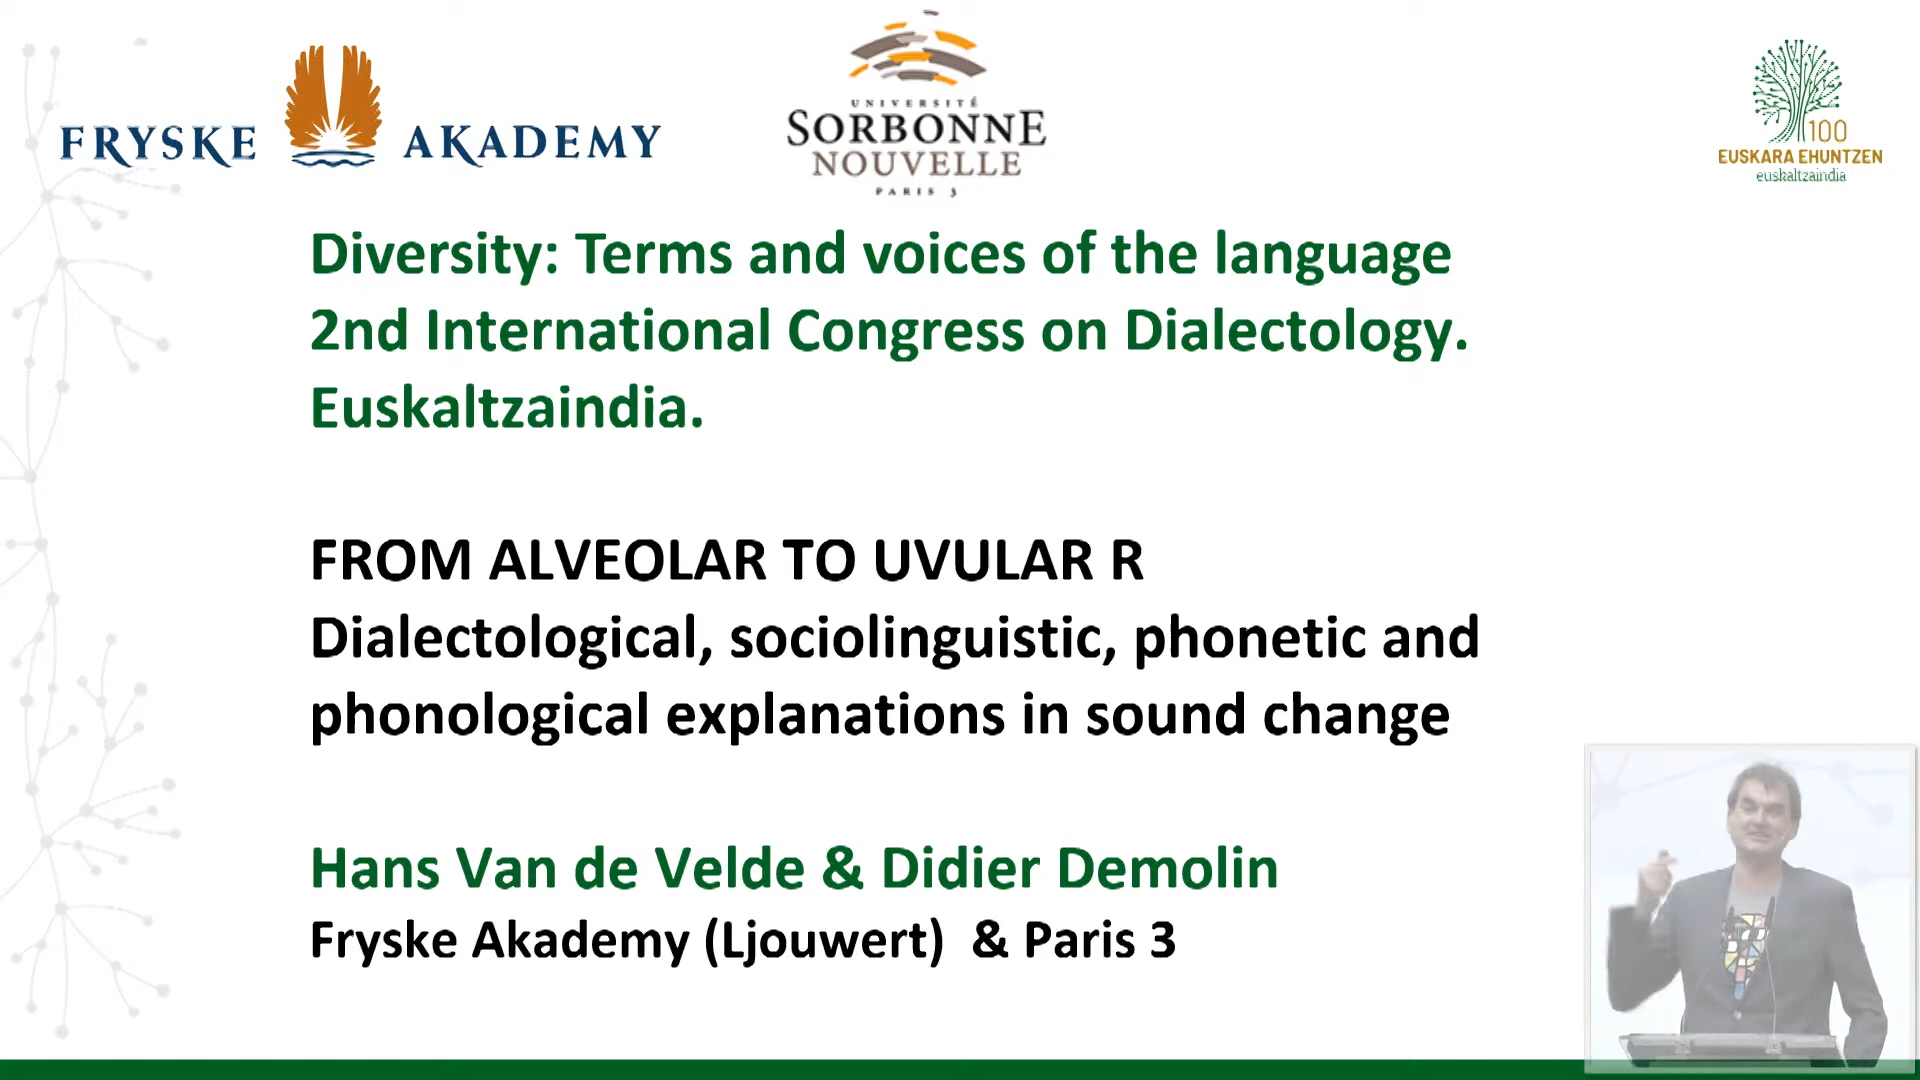 FRYSKE AKADEMY
UNIVERSITÉ
SORBONNE
NOUVELLE
PARIS 3
100
EUSKARA EHUNTZEN
euskaltzaindia
Diversity: Terms and voices of the language
2nd International Congress on Dialectology.
Euskaltzaindia.
FROM ALVEOLAR TO UVULAR R
Dialectological, sociolinguistic, phonetic and
phonological explanations in sound change
Hans Van de Velde & Didier Demolin
Fryske Akademy (Ljouwert) & Paris 3